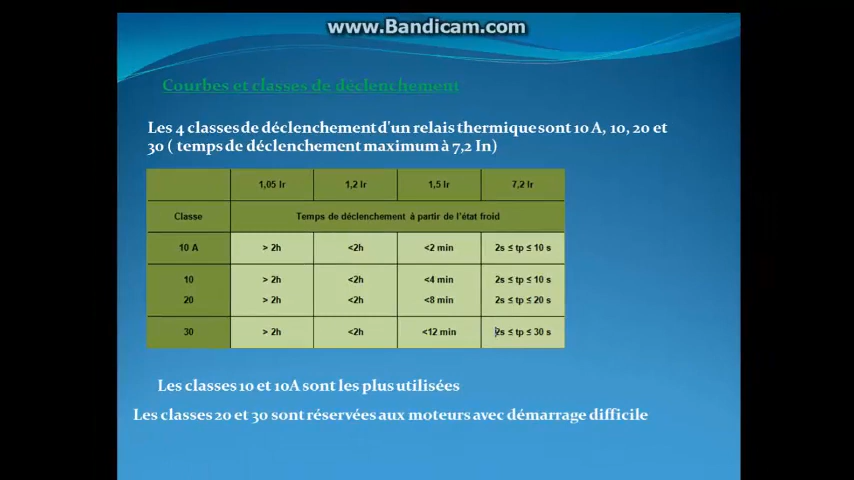 www.Bandicam.com
Courbes et classes de déclenchement
Les 4 classes de déclenchement d'un relais thermique sont 10 A, 10, 20 et
30 ( temps de déclenchement maximum à 7,2 In)
1,05 Ir 1,2 Ir 1,5 Ir 7,2 Ir
Classe Temps de déclenchement à partir de l'état froid
10 A > 2h <2h <2 min 2s ≤ tp ≤ 10 s
10 > 2h <2h <4 min 2s ≤ tp ≤ 10 s
20 > 2h <2h <8 min 2s ≤ tp ≤ 20 s
30 > 2h <2h <12 min 2s ≤ tp ≤ 30 s
Les classes 10 et 10A sont les plus utilisées
Les classes 20 et 30 sont réservées aux moteurs avec démarrage difficile